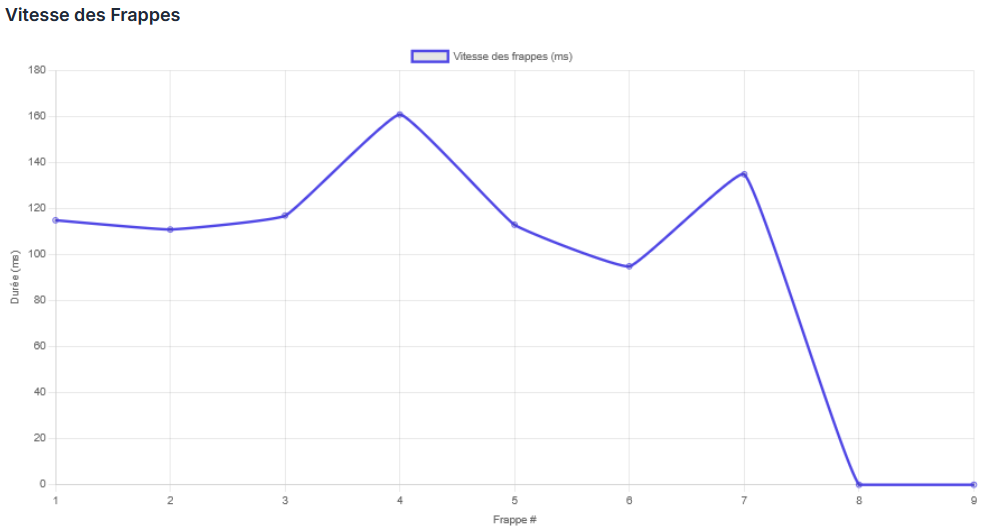 Vitesse des Frappes
Vitesse des frappes (ms)
180
160
140
120
100
80
60
40
20
0
Durée (ms)
1 2 3 4 5 6 7 8 9
Frappe #